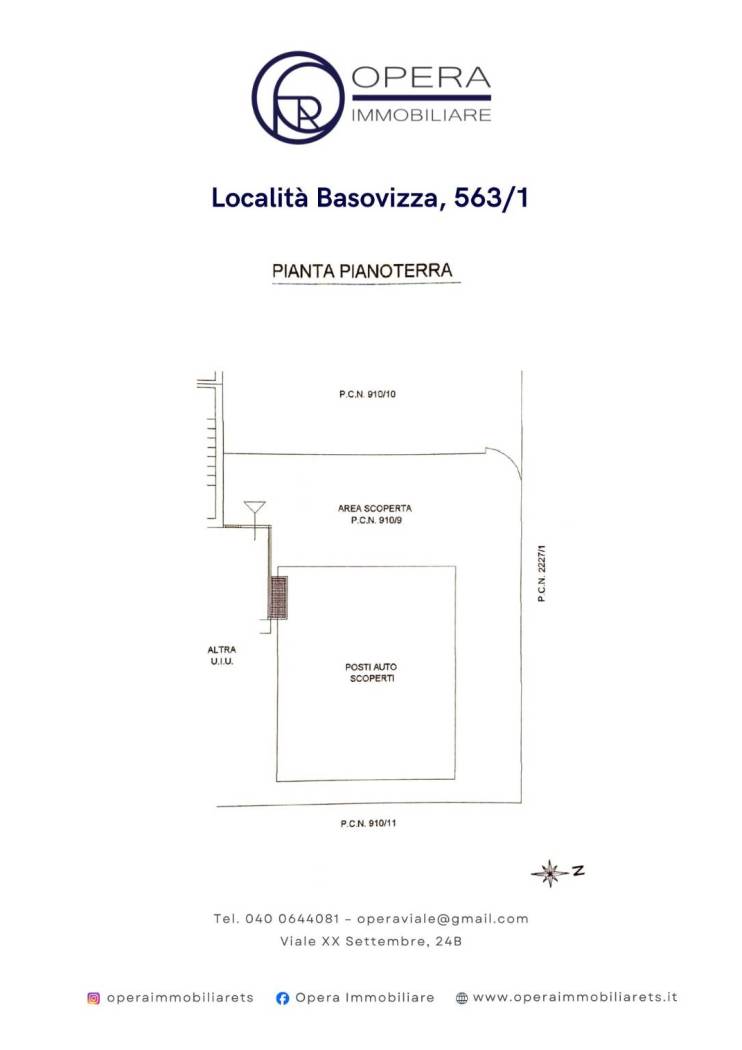 OPERA
IMMOBILIARE
Località Basovizza, 563/1
PIANTA PIANOTERRA
P.C.N. 910/10
AREA SCOPERTA
P.C.N. 910/9
P.C.N. 2227/1
ALTRA
U.I.U.
POSTI AUTO
SCOPERTI
P.C.N. 910/11
Z
Tel. 040 0644081 – operaviale@gmail.com
Viale XX Settembre, 24B
operaimmobiliarets Opera Immobiliare www.operaimmobiliarets.it